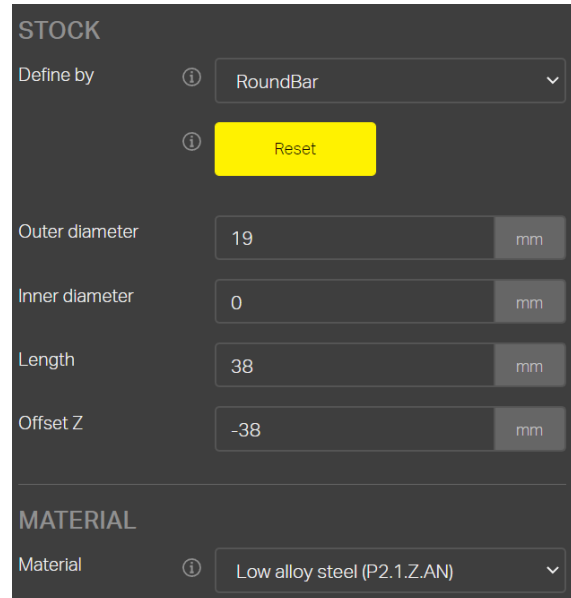 STOCK
Define by
RoundBar
Reset
Outer diameter 19 mm
Inner diameter 0 mm
Length 38 mm
Offset Z -38 mm
MATERIAL
Material Low alloy steel (P2.1.Z.AN)